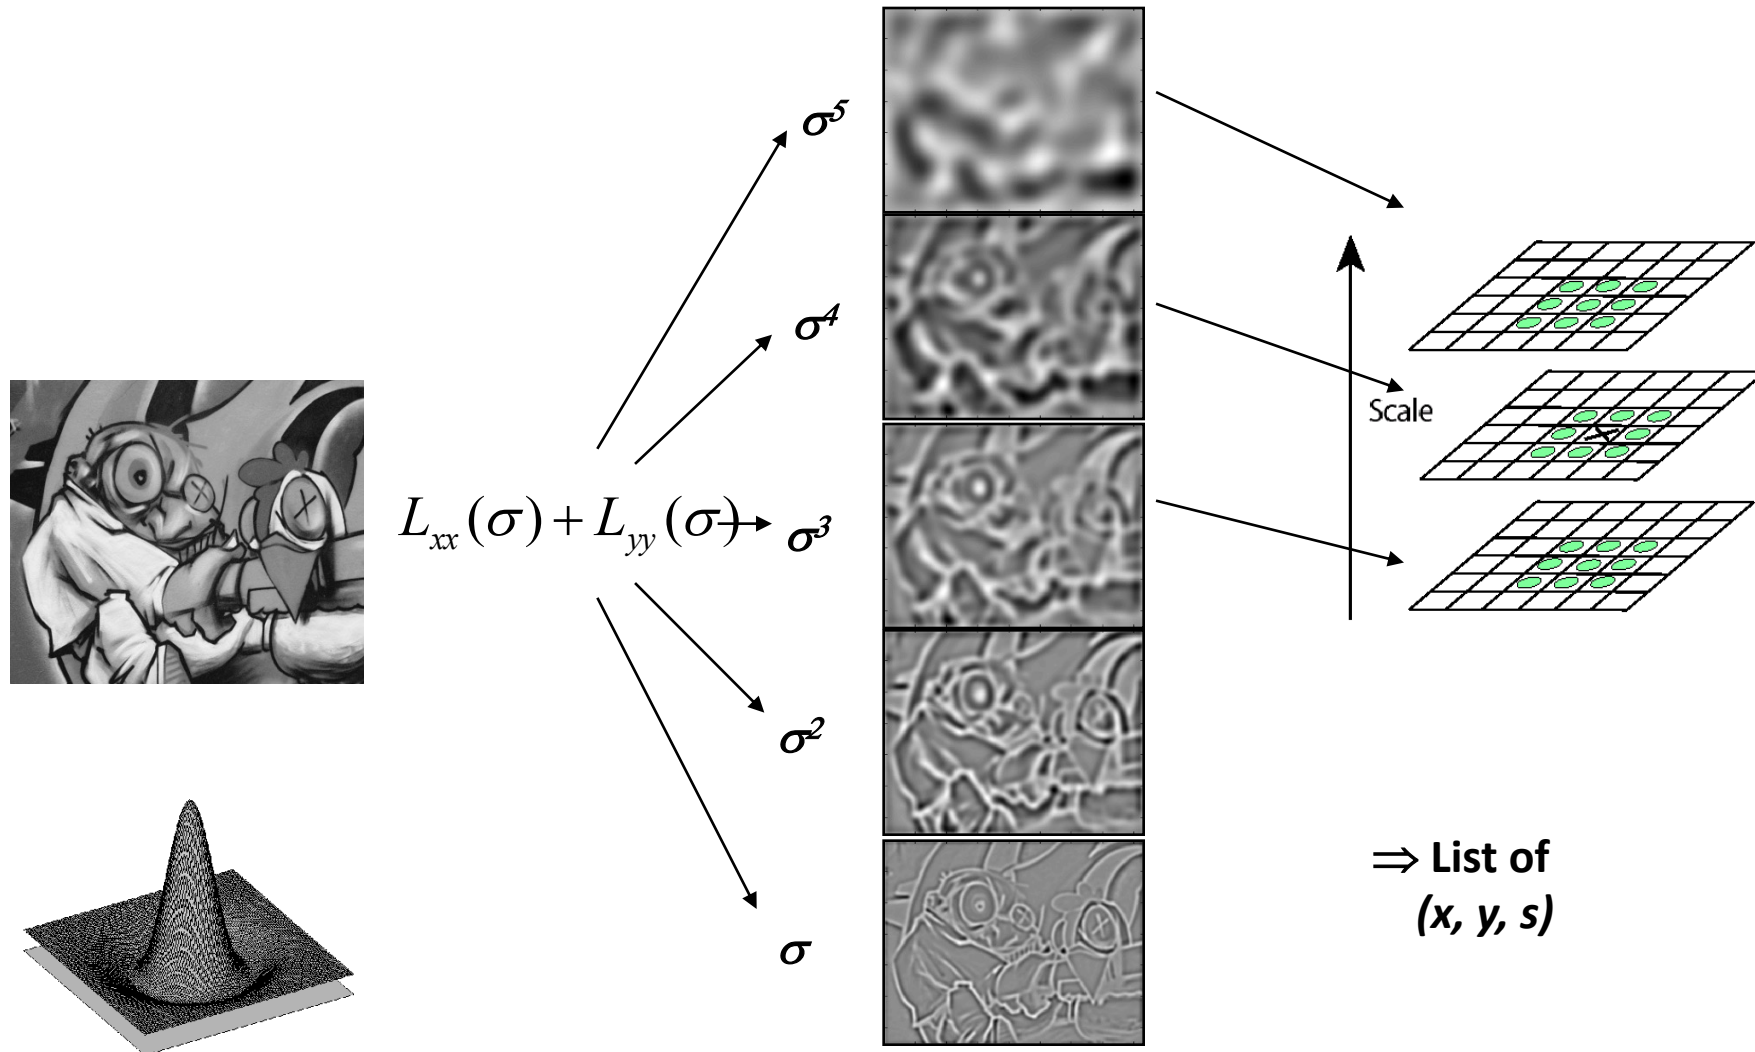 σ⁵
σ⁴
Scale
L_xx(σ) + L_yy(σ)
σ³
σ²
⇒ List of
(x, y, s)
σ